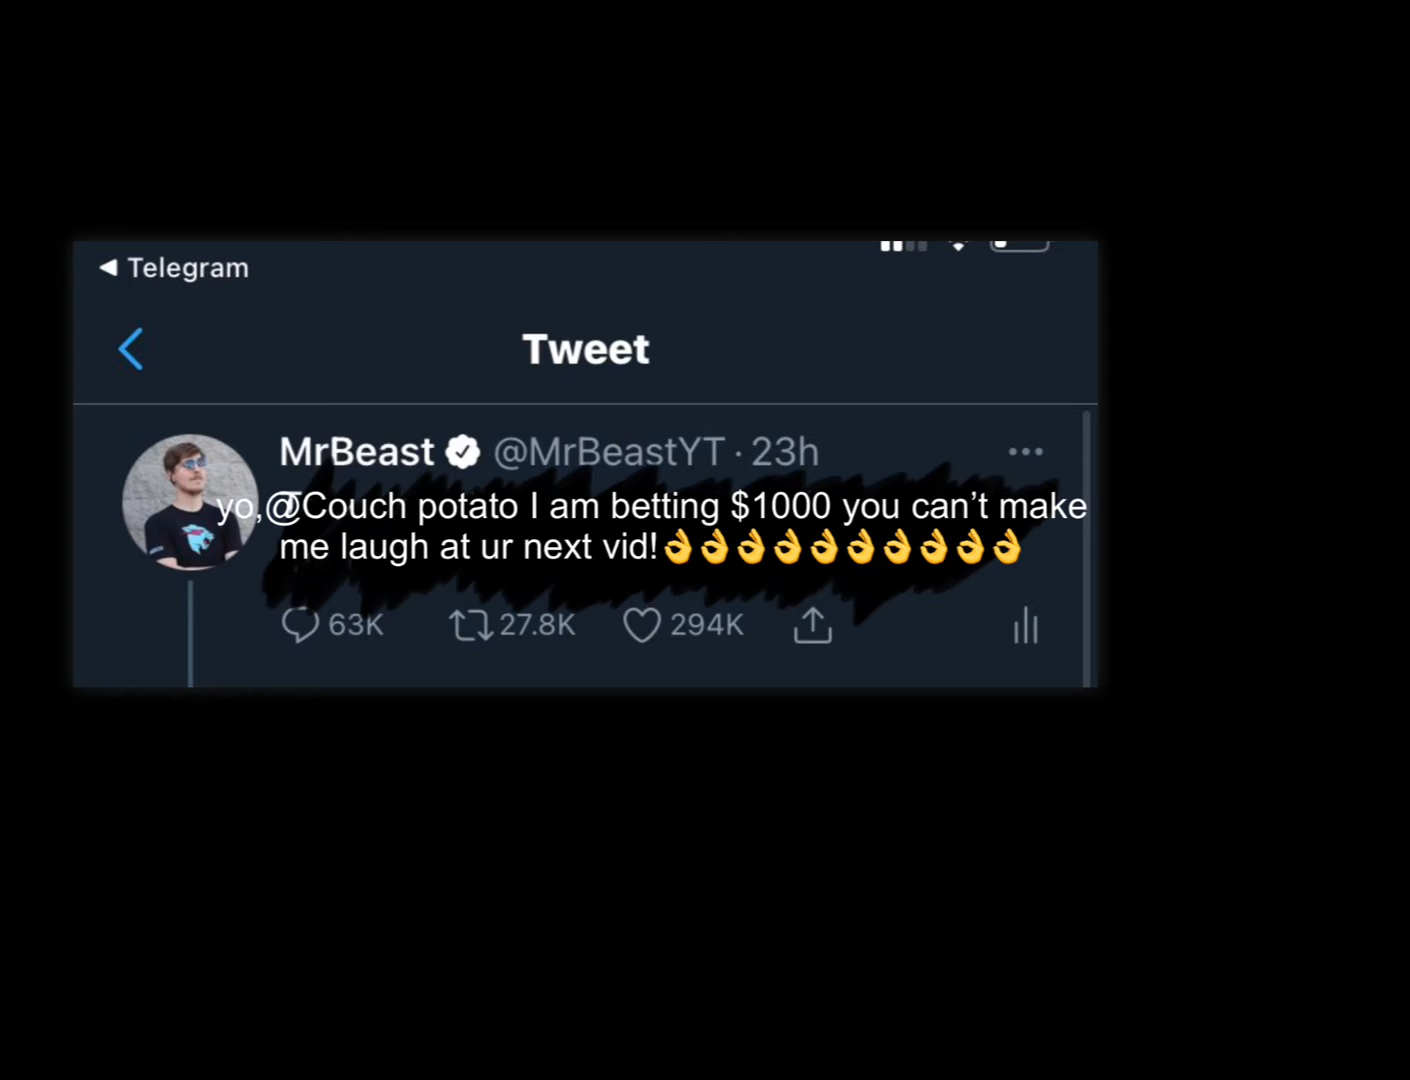 Telegram
Tweet
MrBeast @MrBeastYT · 23h
yo,@Couch potato I am betting $1000 you can’t make
me laugh at ur next vid!👌👌👌👌👌👌👌👌👌👌
63K 27.8K 294K